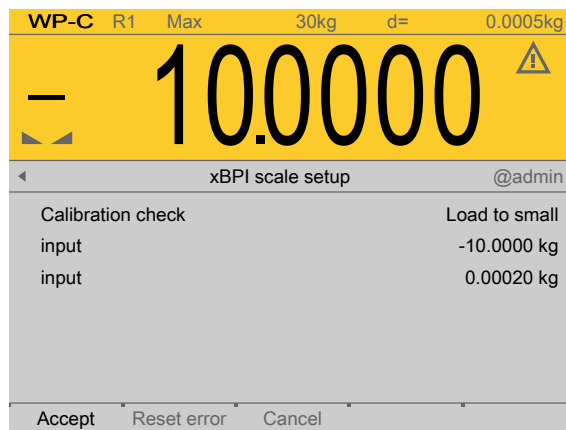 WP-C R1 Max 30kg d= 0.0005kg
– 10.0000
xBPI scale setup @admin
Calibration check Load to small
input -10.0000 kg
input 0.00020 kg
Accept Reset error Cancel